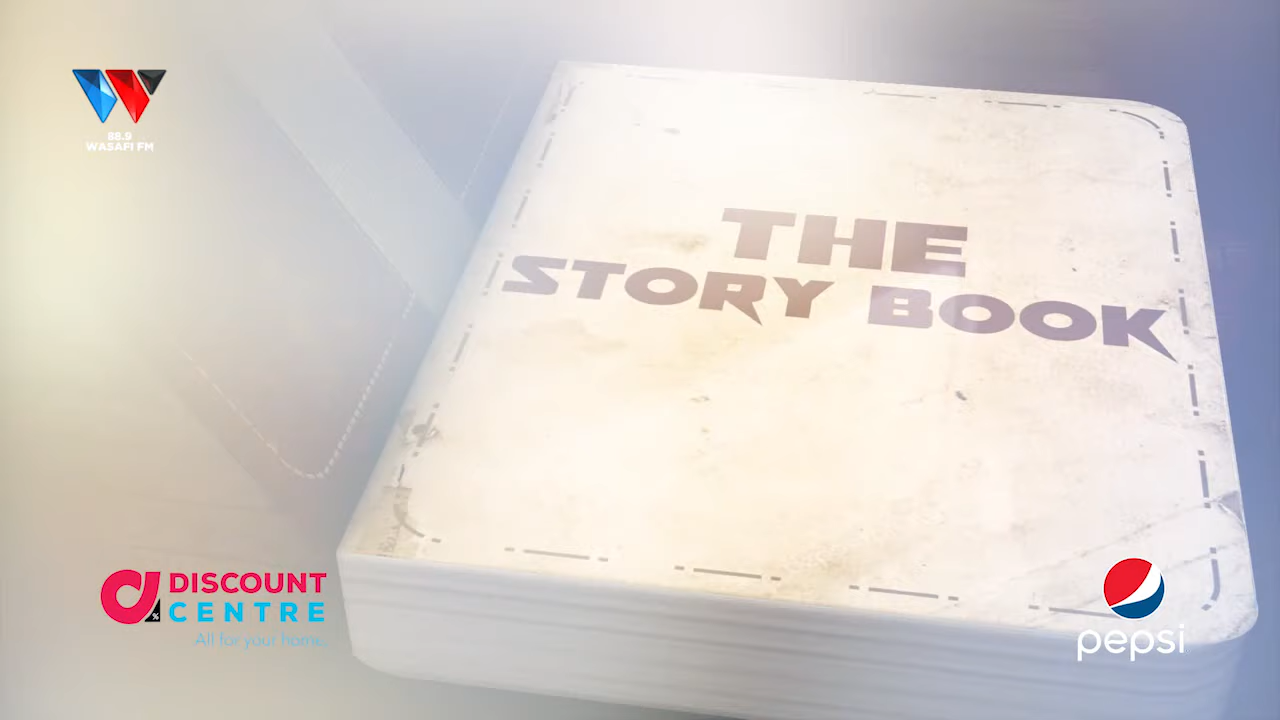 88.9
WASAFI FM
THE
STORY BOOK
DISCOUNT
CENTRE
%
All for your home.
pepsi